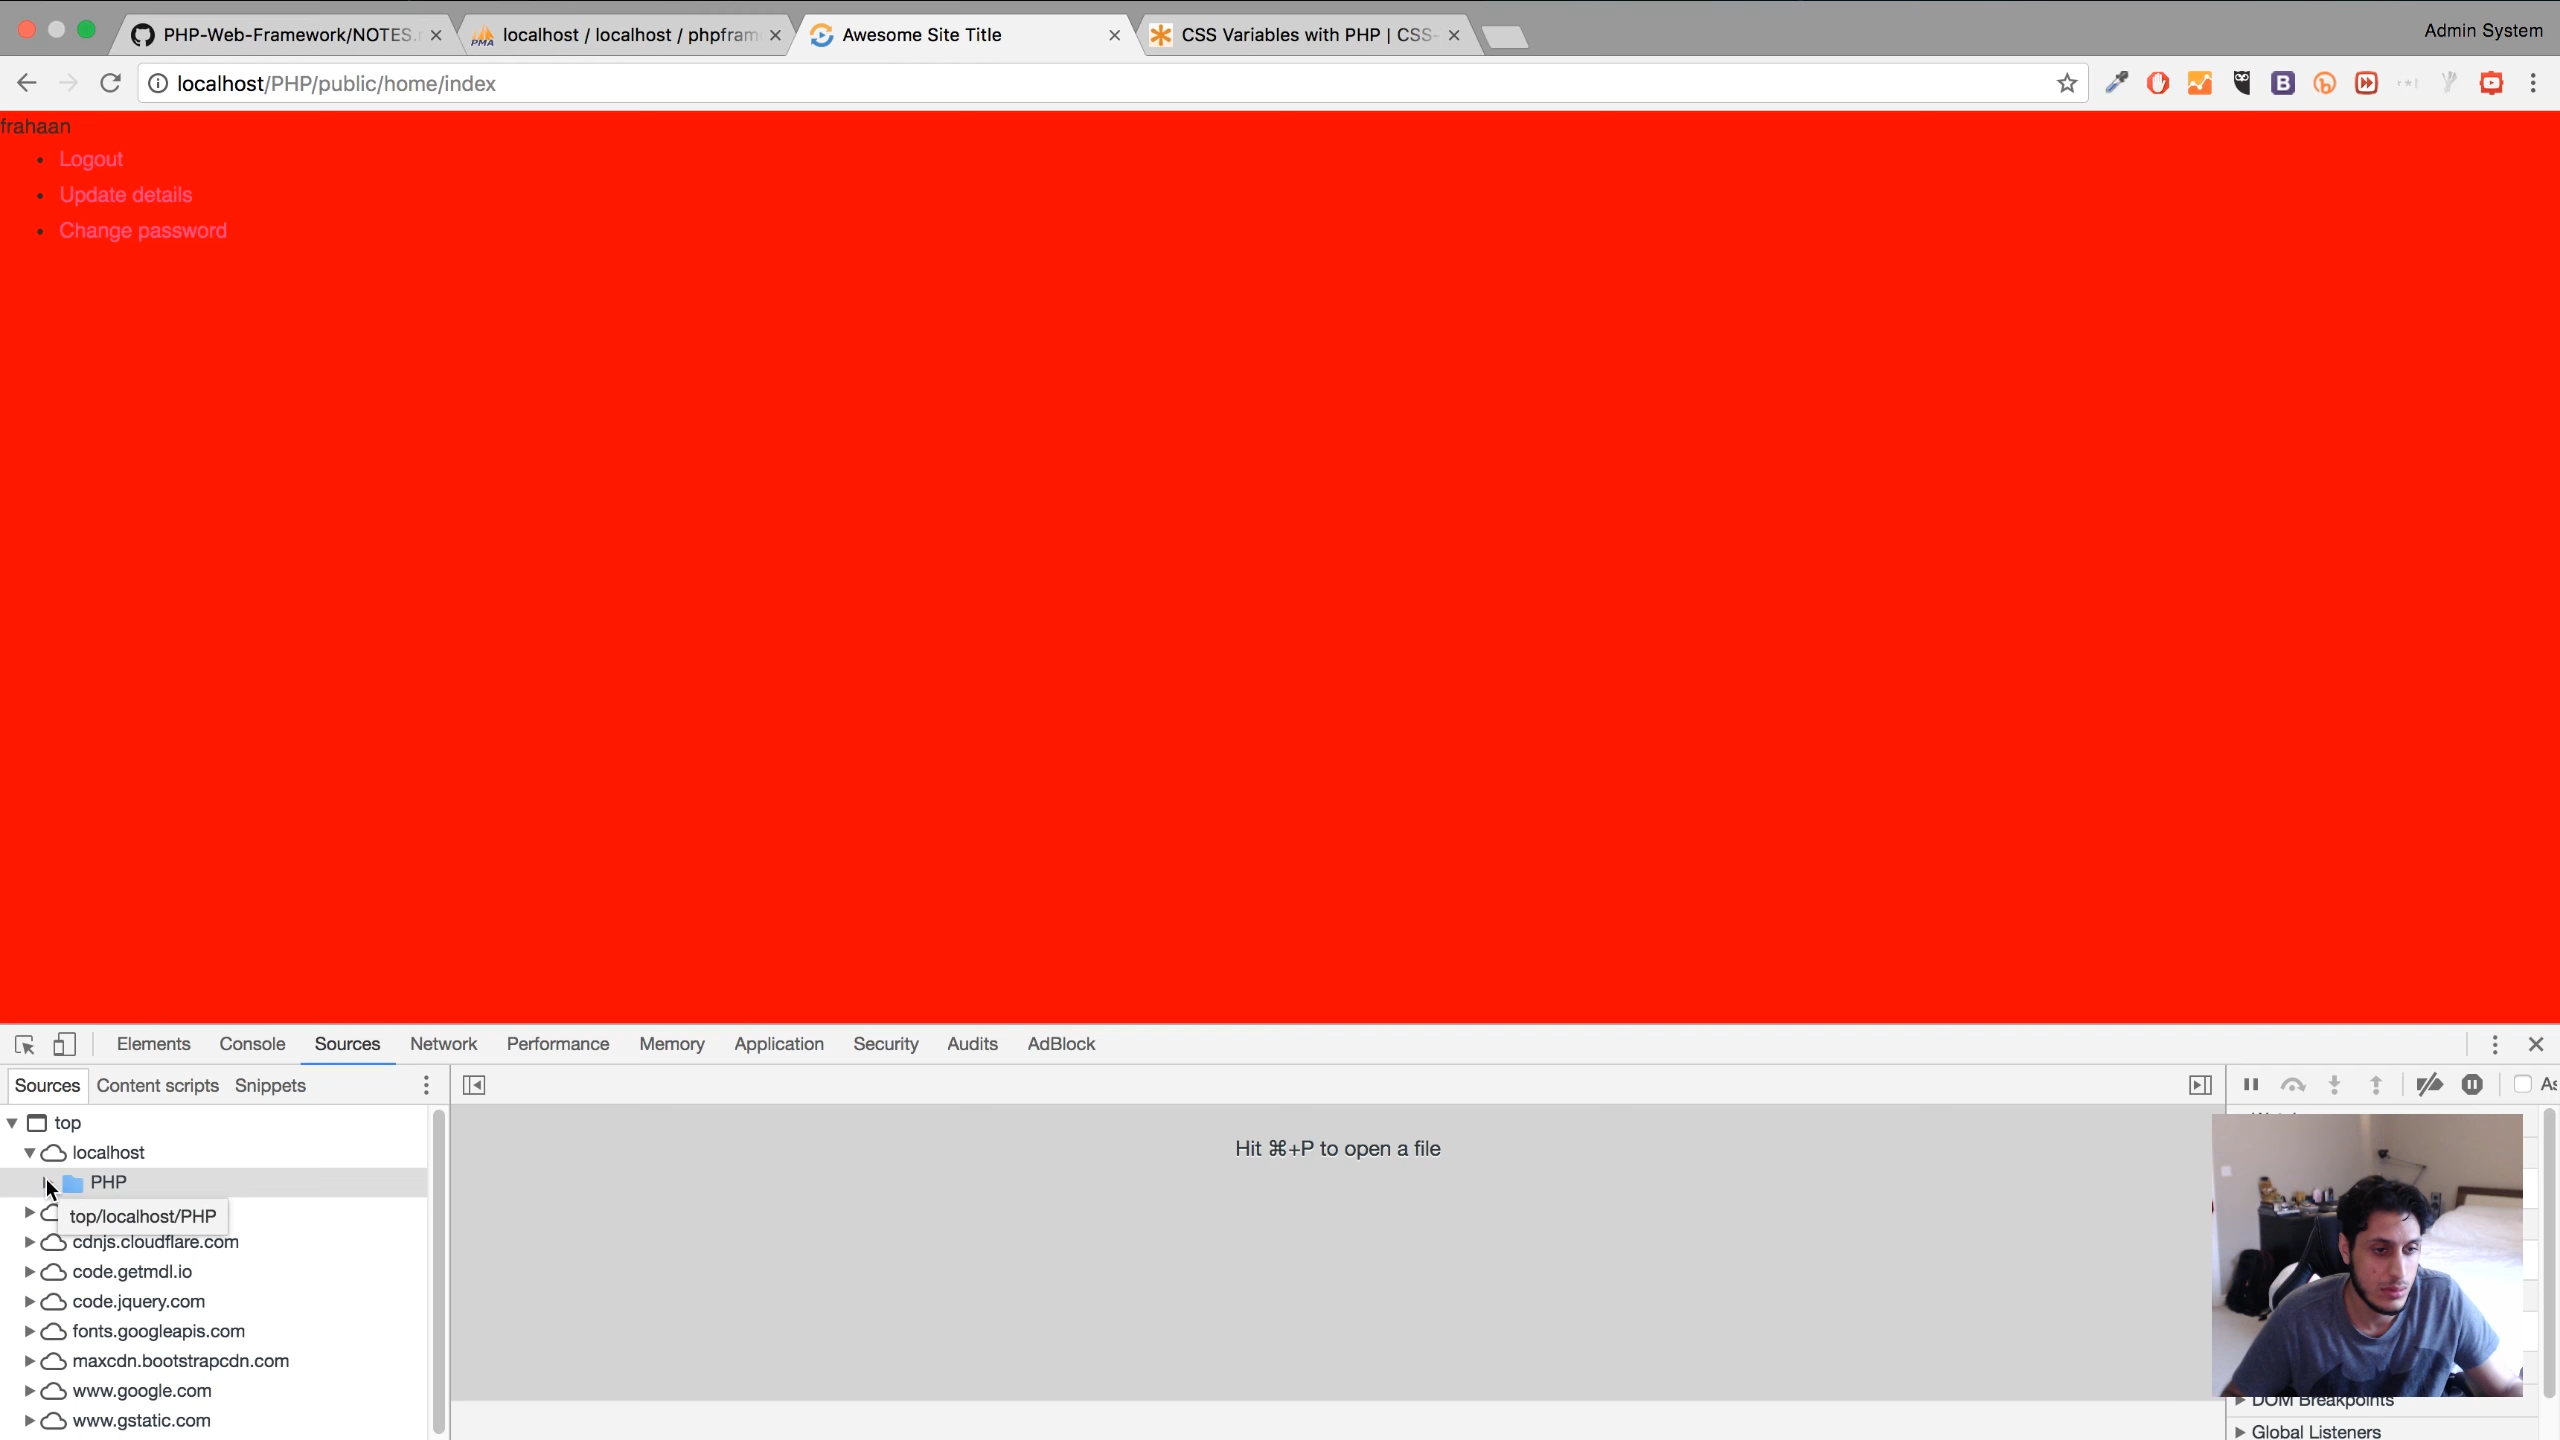 PHP-Web-Framework/NOTES.
PMA
localhost / localhost / phpfram
Awesome Site Title
CSS Variables with PHP | CSS-
Admin System
localhost/PHP/public/home/index
B
frahaan
Logout
Update details
Change password
Elements
Console
Sources
Network
Performance
Memory
Application
Security
Audits
AdBlock
Sources
Content scripts
Snippets
As
top
localhost
PHP
top/localhost/PHP
cdnjs.cloudflare.com
code.getmdl.io
code.jquery.com
fonts.googleapis.com
maxcdn.bootstrapcdn.com
www.google.com
www.gstatic.com
Hit ⌘+P to open a file
DOM Breakpoints
Global Listeners